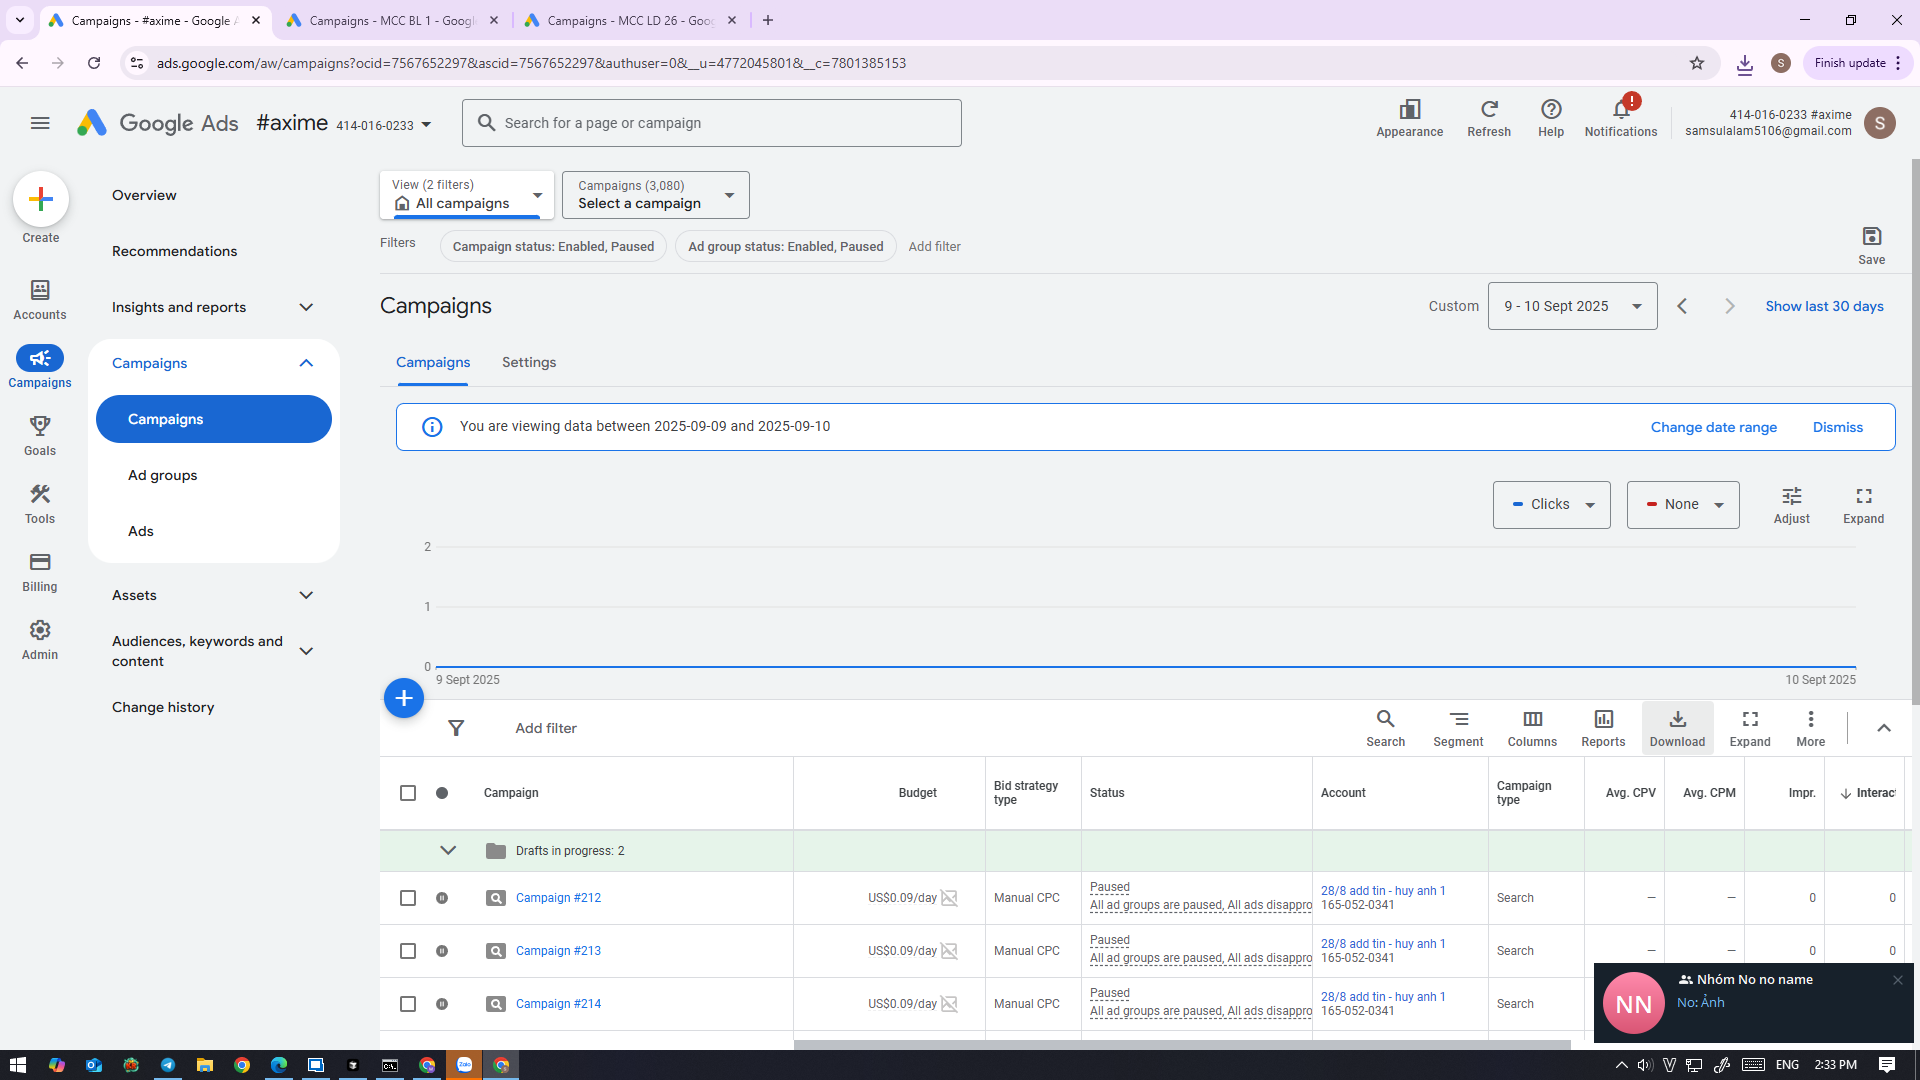 Campaigns - #axime - Google A
Campaigns - MCC BL 1 - Googl
Campaigns - MCC LD 26 - Goo
ads.google.com/aw/campaigns?ocid=7567652297&ascid=7567652297&authuser=0&__u=4772045801&__c=7801385153
S
Finish update
Google Ads
#axime 414-016-0233
Search for a page or campaign
Appearance
Refresh
Help
!
Notifications
414-016-0233 #axime
samsulalam5106@gmail.com
S
Create
Accounts
Campaigns
Goals
Tools
Billing
Admin
Overview
Recommendations
Insights and reports
Campaigns
Campaigns
Ad groups
Ads
Assets
Audiences, keywords and
content
Change history
View (2 filters)
All campaigns
Campaigns (3,080)
Select a campaign
Filters
Campaign status: Enabled, Paused
Ad group status: Enabled, Paused
Add filter
Save
Campaigns
Custom
9 - 10 Sept 2025
Show last 30 days
Campaigns
Settings
You are viewing data between 2025-09-09 and 2025-09-10
Change date range
Dismiss
Clicks
None
Adjust
Expand
2
1
0
9 Sept 2025
10 Sept 2025
Add filter
Search
Segment
Columns
Reports
Download
Expand
More
Campaign
Budget
Bid strategy
type
Status
Account
Campaign
type
Avg. CPV
Avg. CPM
Impr.
Interac
Drafts in progress: 2
Campaign #212
US$0.09/day
Manual CPC
Paused
All ad groups are paused, All ads disappro
28/8 add tin - huy anh 1
165-052-0341
Search
—
—
0
0
Campaign #213
US$0.09/day
Manual CPC
Paused
All ad groups are paused, All ads disappro
28/8 add tin - huy anh 1
165-052-0341
Search
—
—
0
0
Campaign #214
US$0.09/day
Manual CPC
Paused
All ad groups are paused, All ads disappro
28/8 add tin - huy anh 1
165-052-0341
Search
NN
Nhóm No no name
No: Ảnh
Zalo
ENG
2:33 PM